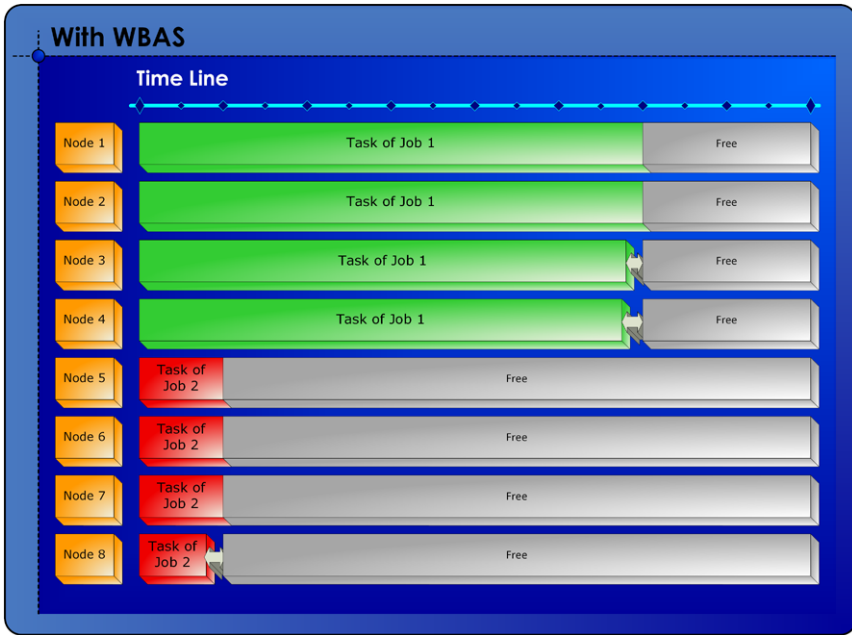 With WBAS
Time Line
Node 1 Task of Job 1 Free
Node 2 Task of Job 1 Free
Node 3 Task of Job 1 Free
Node 4 Task of Job 1 Free
Node 5 Task of
Job 2 Free
Node 6 Task of
Job 2 Free
Node 7 Task of
Job 2 Free
Node 8 Task of
Job 2 Free